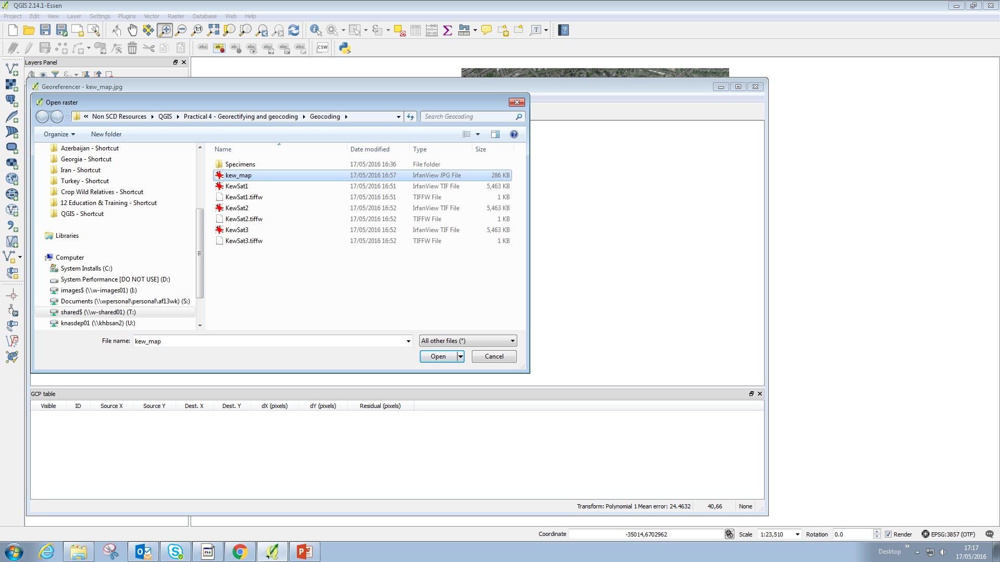 QGIS 2.14.1-Essen
Project Edit View Layer Settings Plugins Vector Raster Database Web Help
1:1
T
?
abc ab ab abc abc abc abc CSW
Layers Panel
Georeferencer - kew_map.jpg
Open raster
« Non SCD Resources QGIS Practical 4 - Georectifying and geocoding Geocoding
Search Geocoding
Organize New folder
Name Date modified Type Size
Azerbaijan - Shortcut
Georgia - Shortcut
Iran - Shortcut
Turkey - Shortcut
Crop Wild Relatives - Shortcut
12 Education & Training - Shortcut
QGIS - Shortcut
Libraries
Computer
System Installs (C:)
System Performance [DO NOT USE] (D:)
images$ (\\w-images01) (I:)
Documents (\\wpersonal\personal\af13wk) (S:)
shared$ (\\w-shared01) (T:)
knasdep01 (\\khbsan2) (U:)
Specimens 17/05/2016 16:36 File folder
kew_map 17/05/2016 16:57 IrfanView JPG File 286 KB
KewSat1 17/05/2016 16:51 IrfanView TIF File 5,463 KB
KewSat1.tiffw 17/05/2016 16:51 TIFFW File 1 KB
KewSat2 17/05/2016 16:52 IrfanView TIF File 5,463 KB
KewSat2.tiffw 17/05/2016 16:52 TIFFW File 1 KB
KewSat3 17/05/2016 16:52 IrfanView TIF File 5,463 KB
KewSat3.tiffw 17/05/2016 16:52 TIFFW File 1 KB
File name: kew_map All other files (*)
Open Cancel
GCP table
Visible ID Source X Source Y Dest. X Dest. Y dX (pixels) dY (pixels) Residual (pixels)
Transform: Polynomial 1 Mean error: 24.4632 40,66 None
Coordinate -35014,6702962 Scale 1:23,510 Rotation 0.0 Render EPSG:3857 (OTF)
Desktop »
17:17
17/05/2016